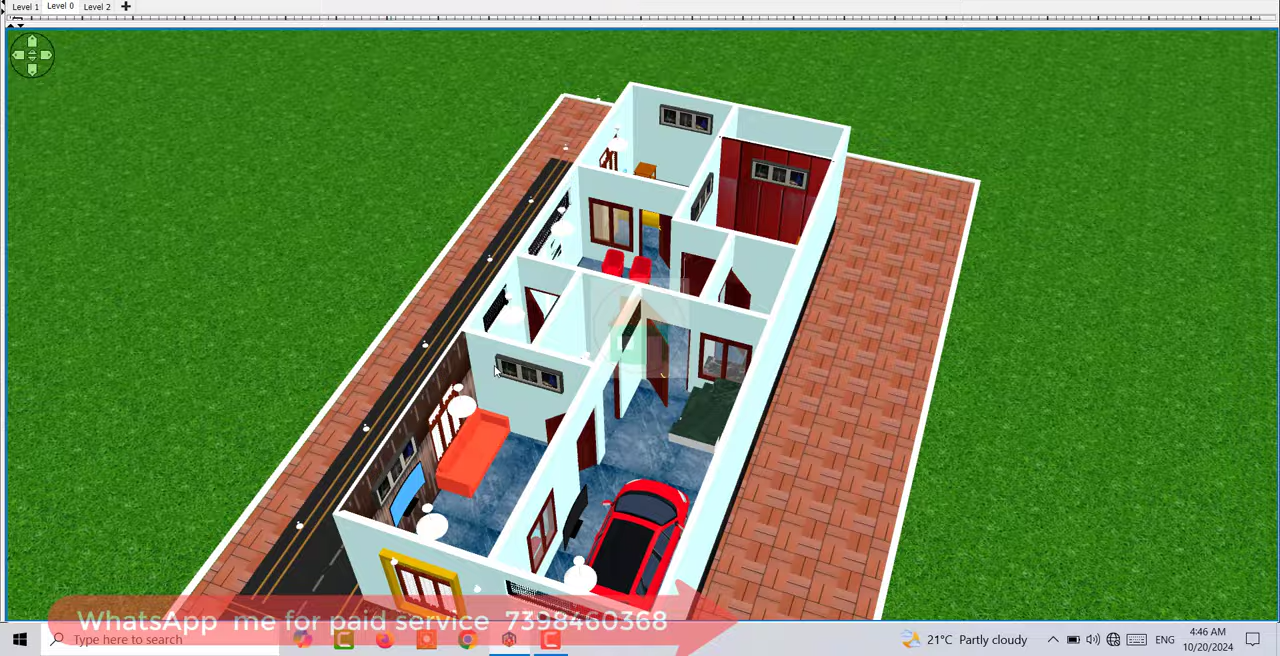 Level 1 Level 0 Level 2
WhatsApp me for paid service 7398460368
Type here to search
21°C Partly cloudy
ENG
4:46 AM
10/20/2024